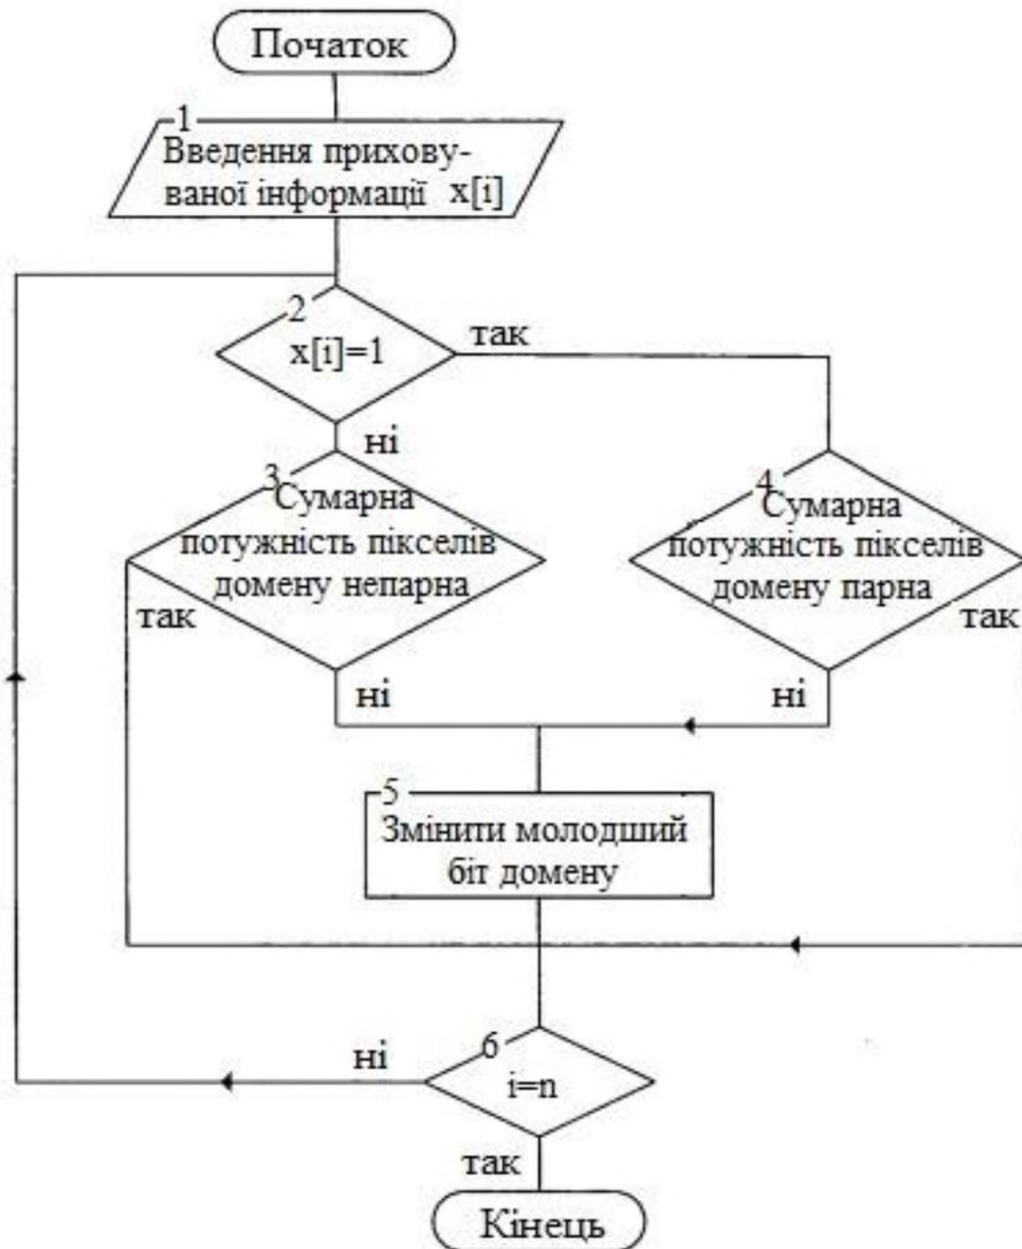 Початок
1
Введення прихову-
ваної інформації x[i]
2
x[i]=1
так
ні
3
Сумарна
потужність пікселів
домену непарна
так
ні
4
Сумарна
потужність пікселів
домену парна
так
ні
5
Змінити молодший
біт домену
6
i=n
ні
так
Кінець